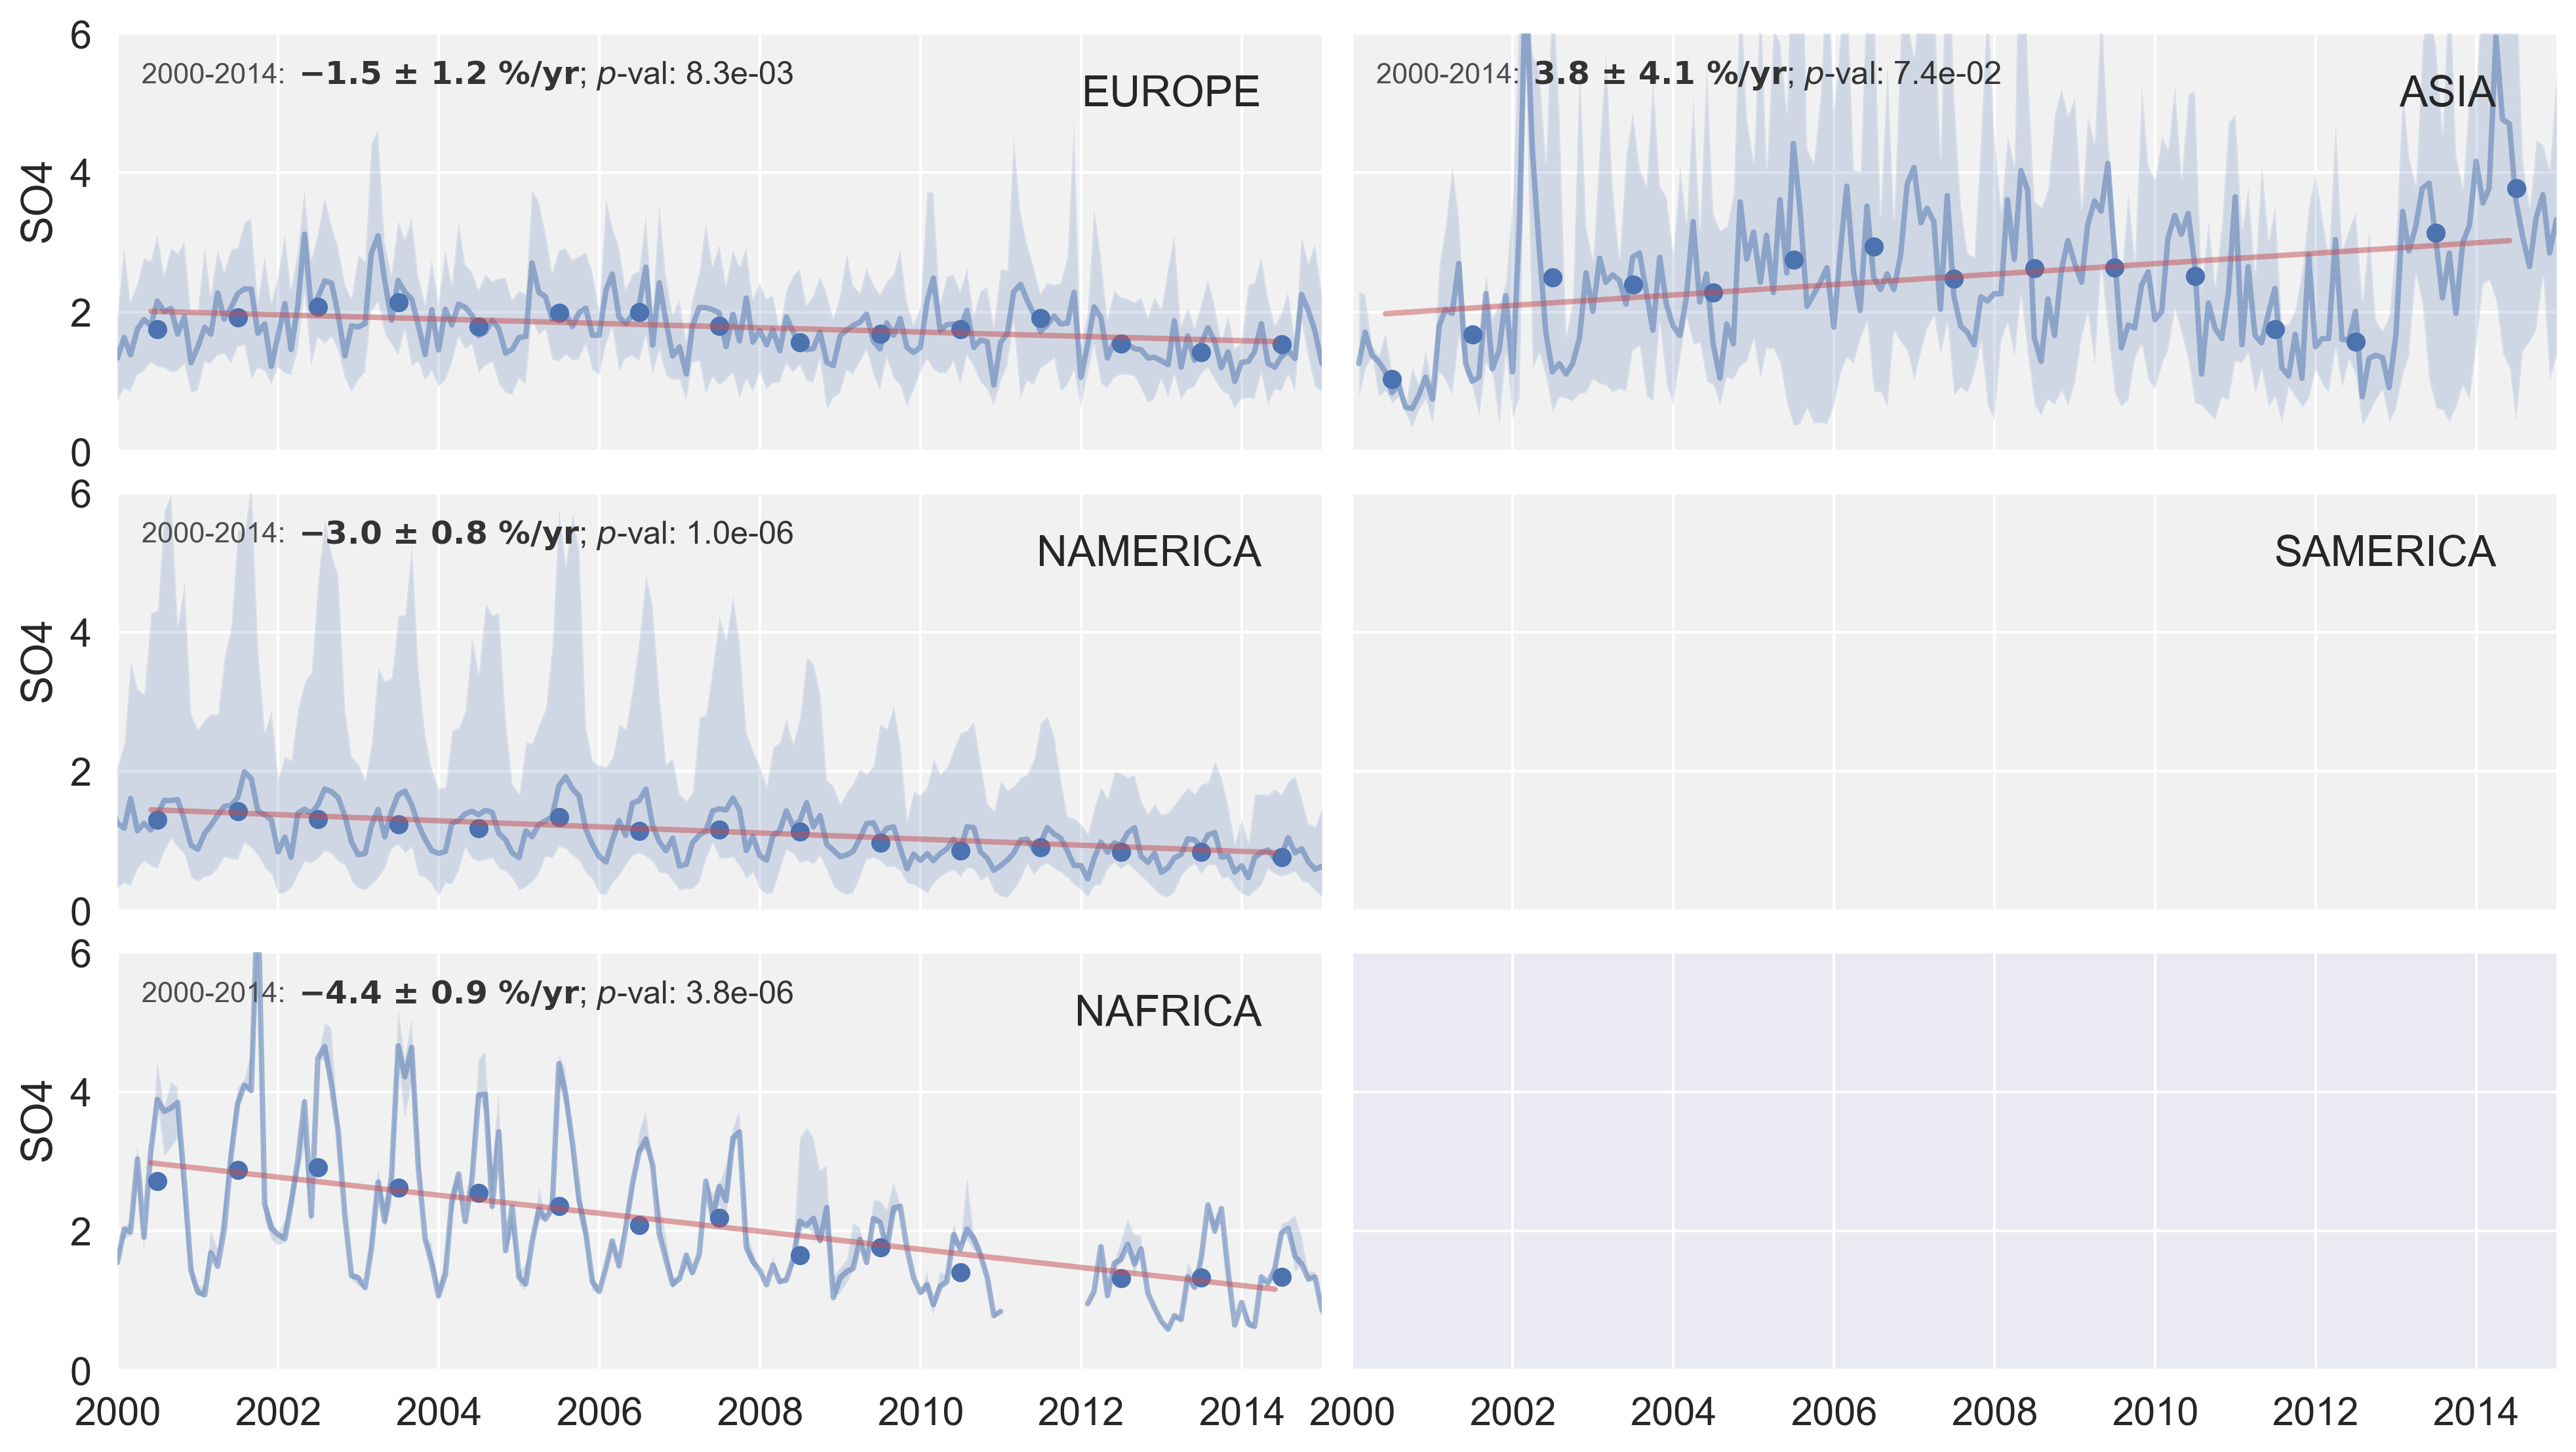 6
2000-2014: −1.5 ± 1.2 %/yr; p-val: 8.3e-03
EUROPE
4
SO4
2
0
2000-2014: 3.8 ± 4.1 %/yr; p-val: 7.4e-02
ASIA
6
2000-2014: −3.0 ± 0.8 %/yr; p-val: 1.0e-06
NAMERICA
4
SO4
2
0
SAMERICA
6
2000-2014: −4.4 ± 0.9 %/yr; p-val: 3.8e-06
NAFRICA
4
SO4
2
0
2000 2002 2004 2006 2008 2010 2012 2014
2000 2002 2004 2006 2008 2010 2012 2014